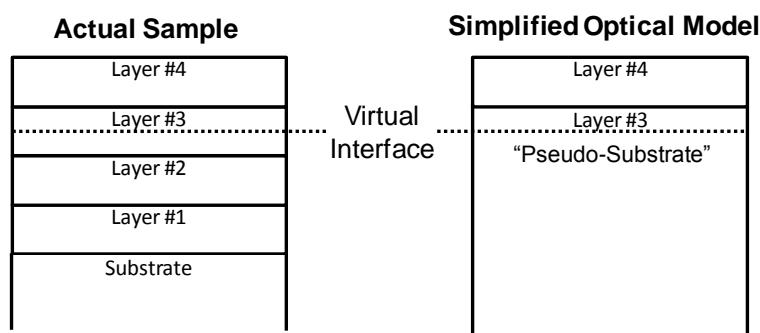 Actual Sample
Layer #4
Layer #3
Layer #2
Layer #1
Substrate
Virtual
Interface
Simplified Optical Model
Layer #4
Layer #3
“Pseudo-Substrate”